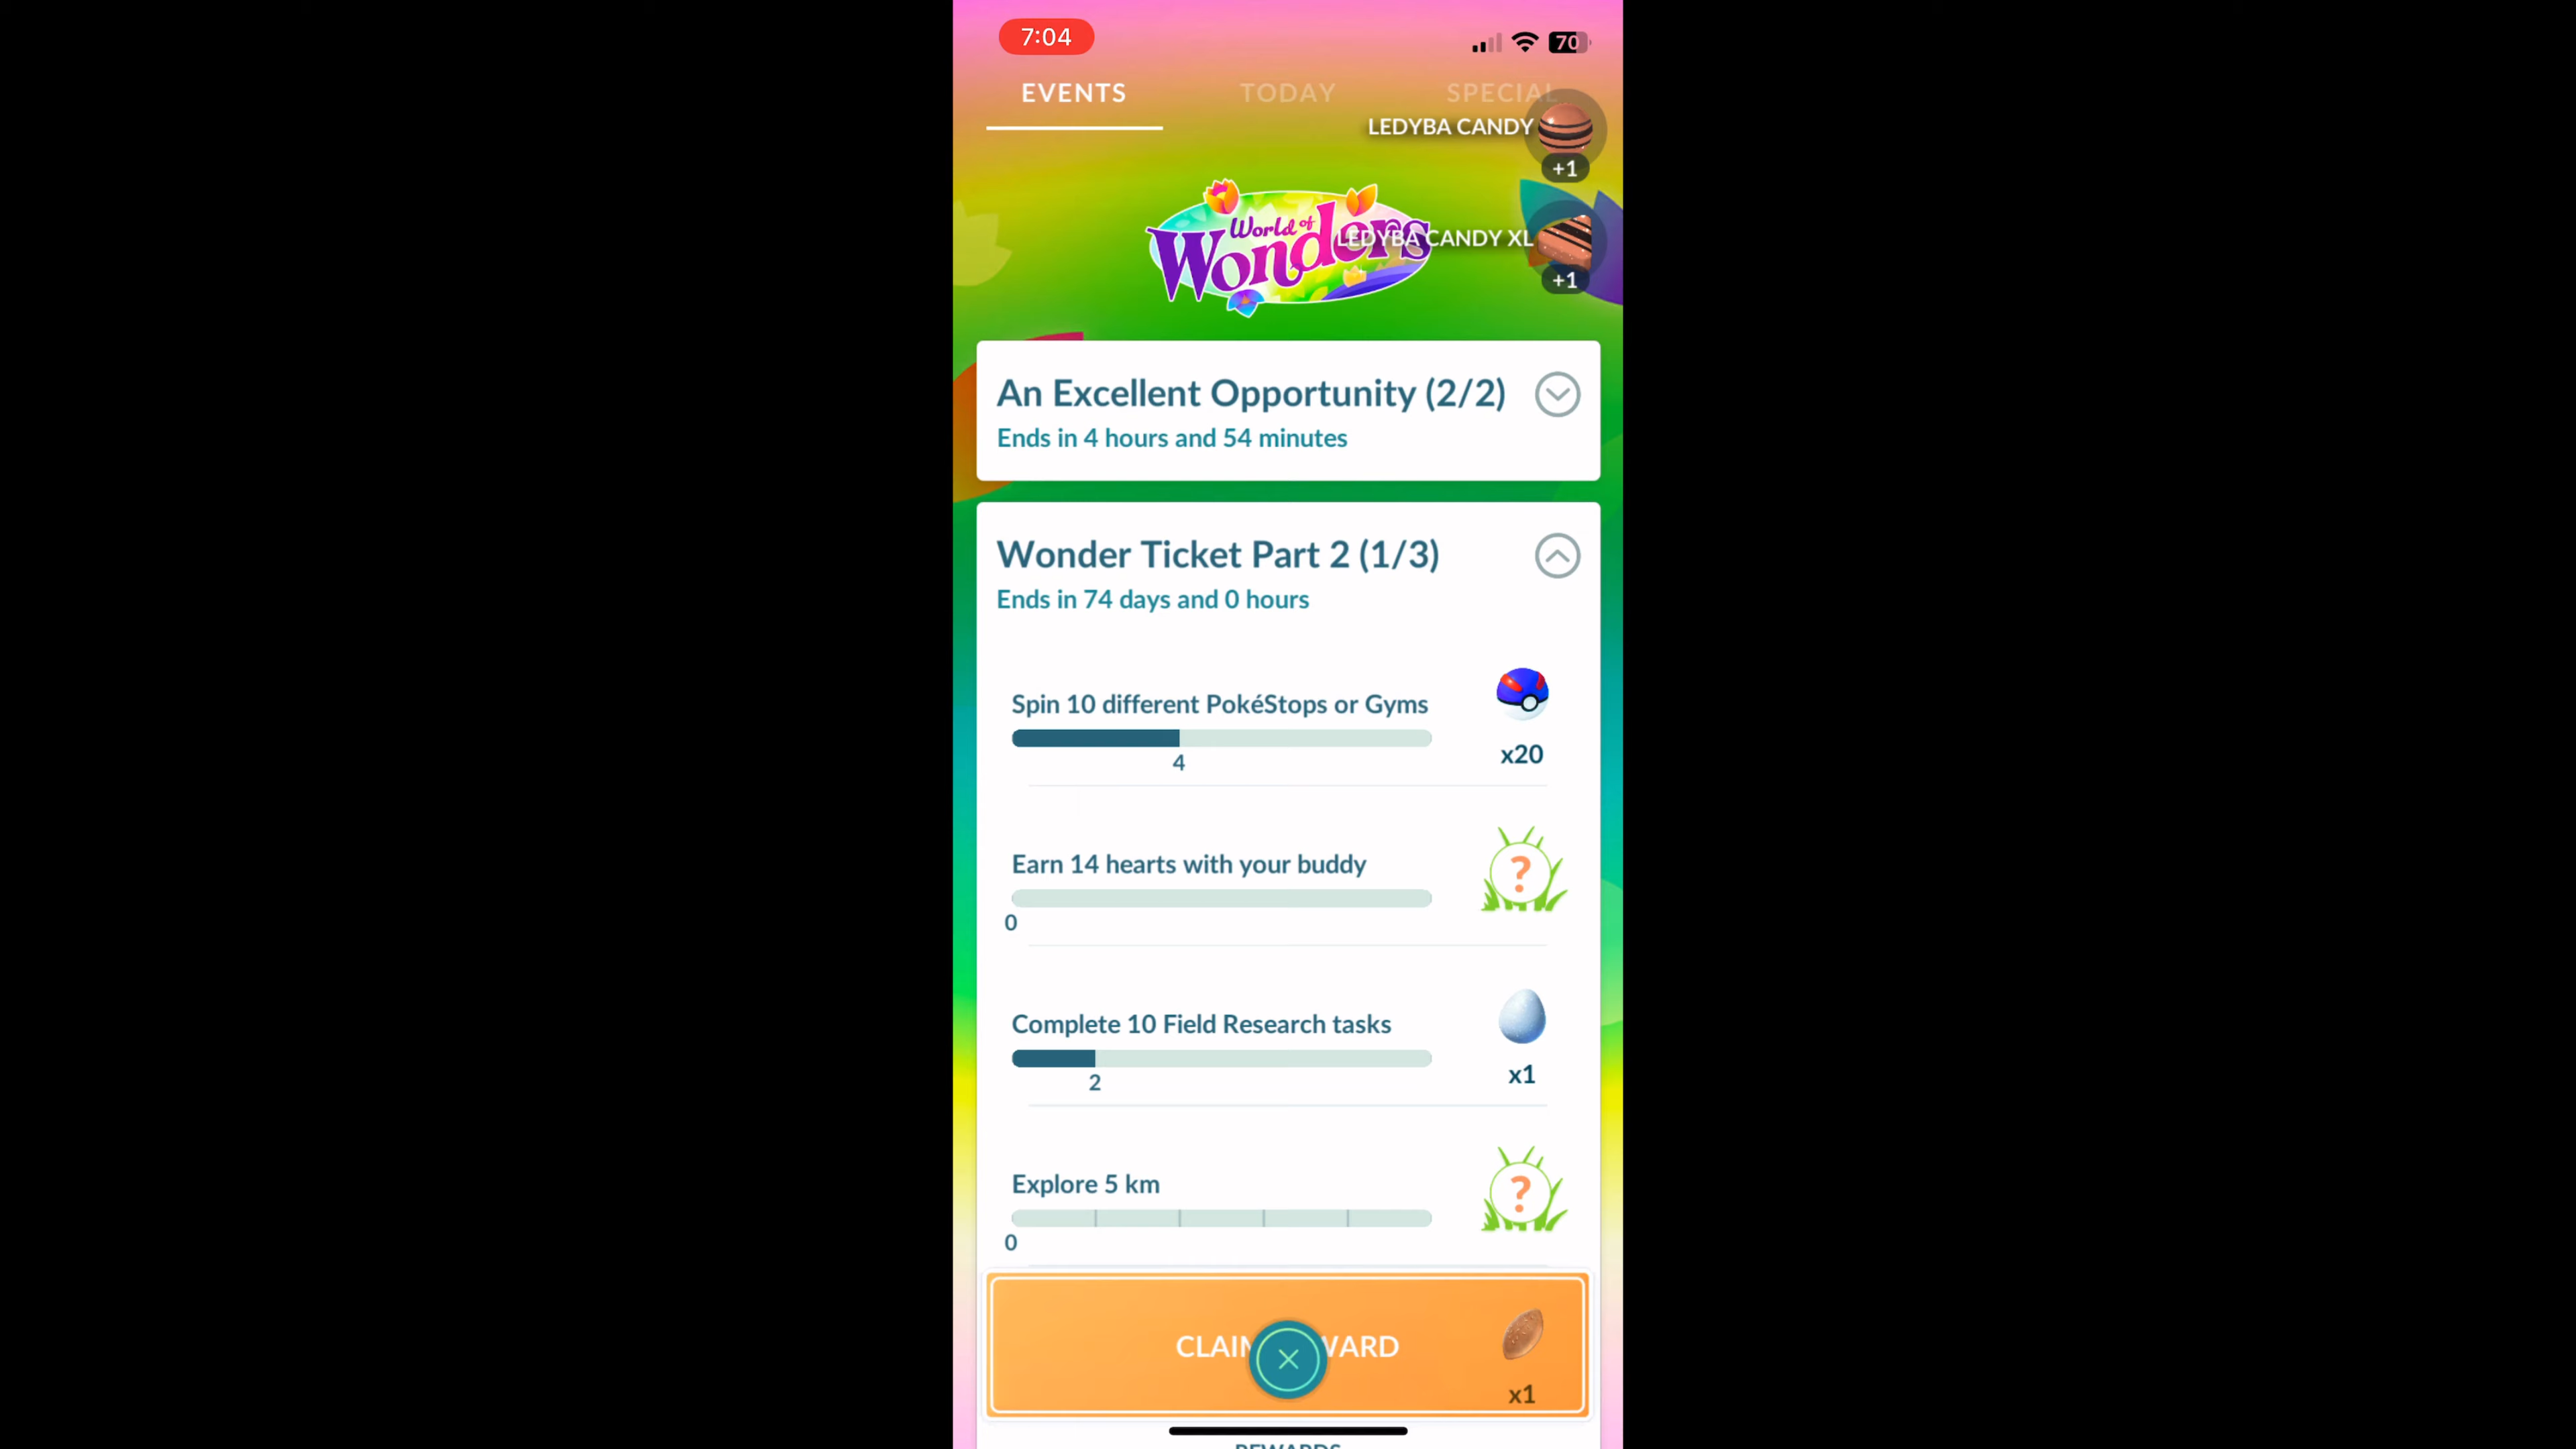 7:04
70
EVENTS
TODAY
SPECIAL
LEDYBA CANDY
+1
World of
Wonders
LEDYBA CANDY XL
+1
An Excellent Opportunity (2/2)
Ends in 4 hours and 54 minutes
Wonder Ticket Part 2 (1/3)
Ends in 74 days and 0 hours
Spin 10 different PokéStops or Gyms
4
x20
Earn 14 hearts with your buddy
?
0
Complete 10 Field Research tasks
2
x1
Explore 5 km
?
0
CLAIM REWARD
x1
REWARDS